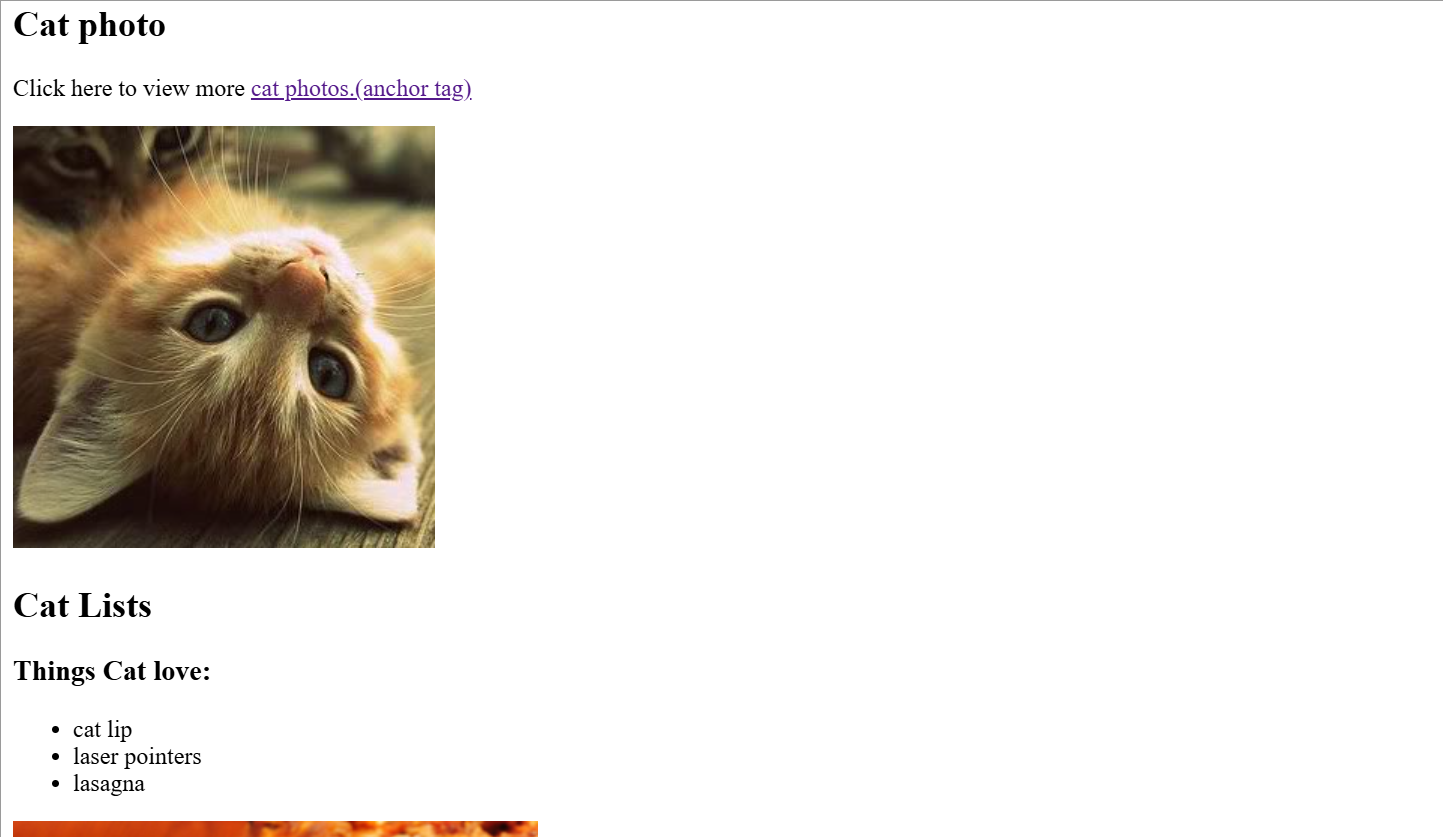 Cat photo
Click here to view more cat photos.(anchor tag)
Cat Lists
Things Cat love:
cat lip
laser pointers
lasagna